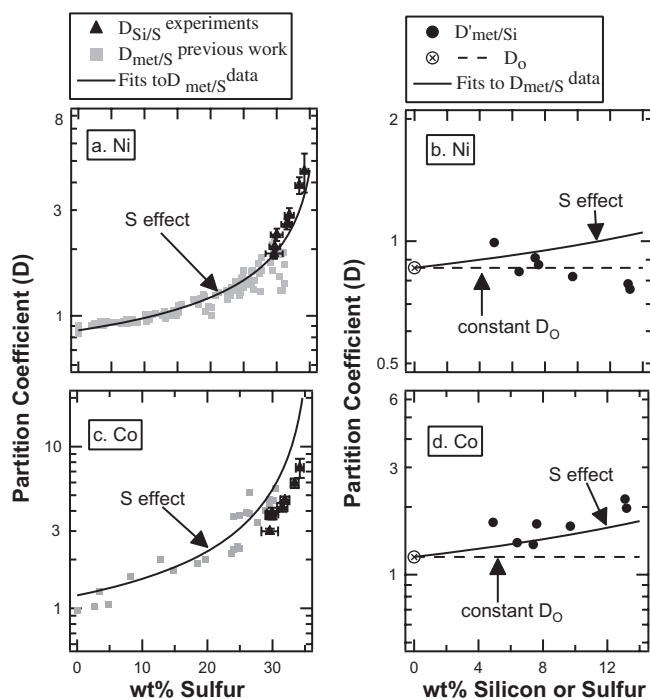 D_Si/S experiments
D_met/S previous work
Fits to D_met/S data
D'_met/Si
D_o
Fits to D_met/S data
8
a. Ni
3
S effect
1
2
b. Ni
S effect
1
constant D_O
0.5
Partition Coefficient (D)
Partition Coefficient (D)
c. Co
10
S effect
3
1
0 10 20 30
wt% Sulfur
d. Co
3
S effect
1
constant D_O
0 4 8 12
wt% Silicon or Sulfur